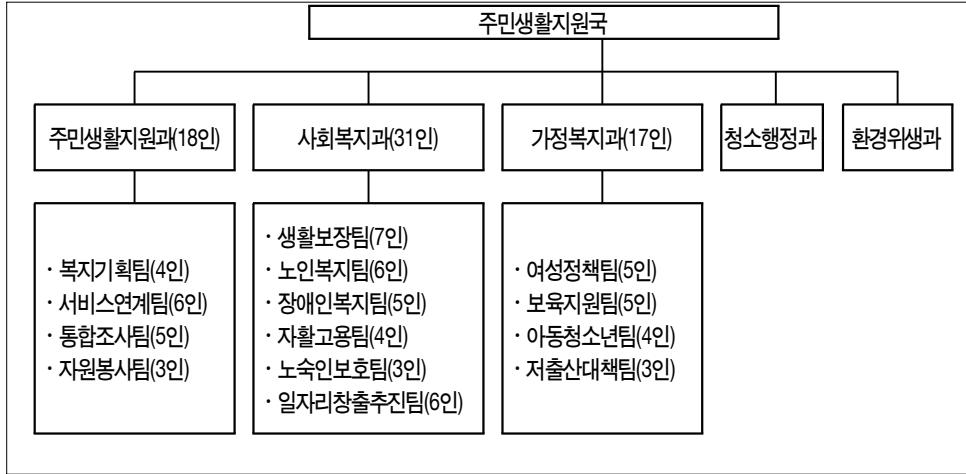 주민생활지원국
주민생활지원과(18인)
사회복지과(31인)
가정복지과(17인)
청소행정과
환경위생과
· 복지기획팀(4인)
· 서비스연계팀(6인)
· 통합조사팀(5인)
· 자원봉사팀(3인)
· 생활보장팀(7인)
· 노인복지팀(6인)
· 장애인복지팀(5인)
· 자활고용팀(4인)
· 노숙인보호팀(3인)
· 일자리창출추진팀(6인)
· 여성정책팀(5인)
· 보육지원팀(5인)
· 아동청소년팀(4인)
· 저출산대책팀(3인)